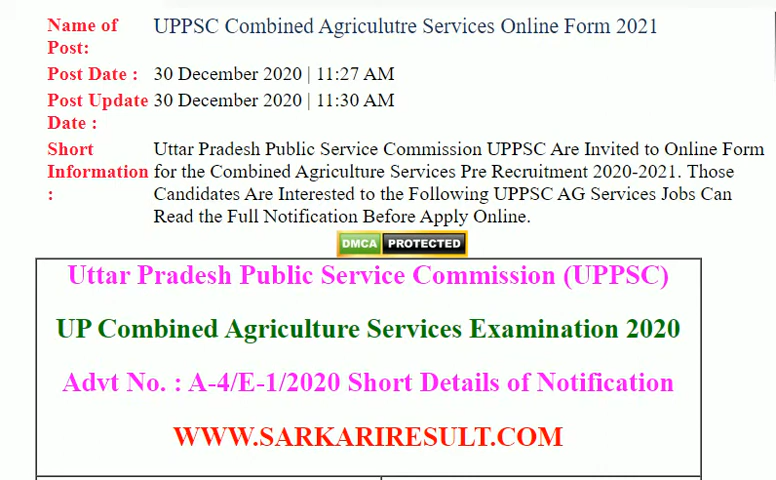 Name of UPPSC Combined Agriculutre Services Online Form 2021
Post:
Post Date : 30 December 2020 | 11:27 AM
Post Update 30 December 2020 | 11:30 AM
Date :
Short Uttar Pradesh Public Service Commission UPPSC Are Invited to Online Form
Information for the Combined Agriculture Services Pre Recruitment 2020-2021. Those
: Candidates Are Interested to the Following UPPSC AG Services Jobs Can
Read the Full Notification Before Apply Online.
DMCA PROTECTED
Uttar Pradesh Public Service Commission (UPPSC)
UP Combined Agriculture Services Examination 2020
Advt No. : A-4/E-1/2020 Short Details of Notification
WWW.SARKARIRESULT.COM